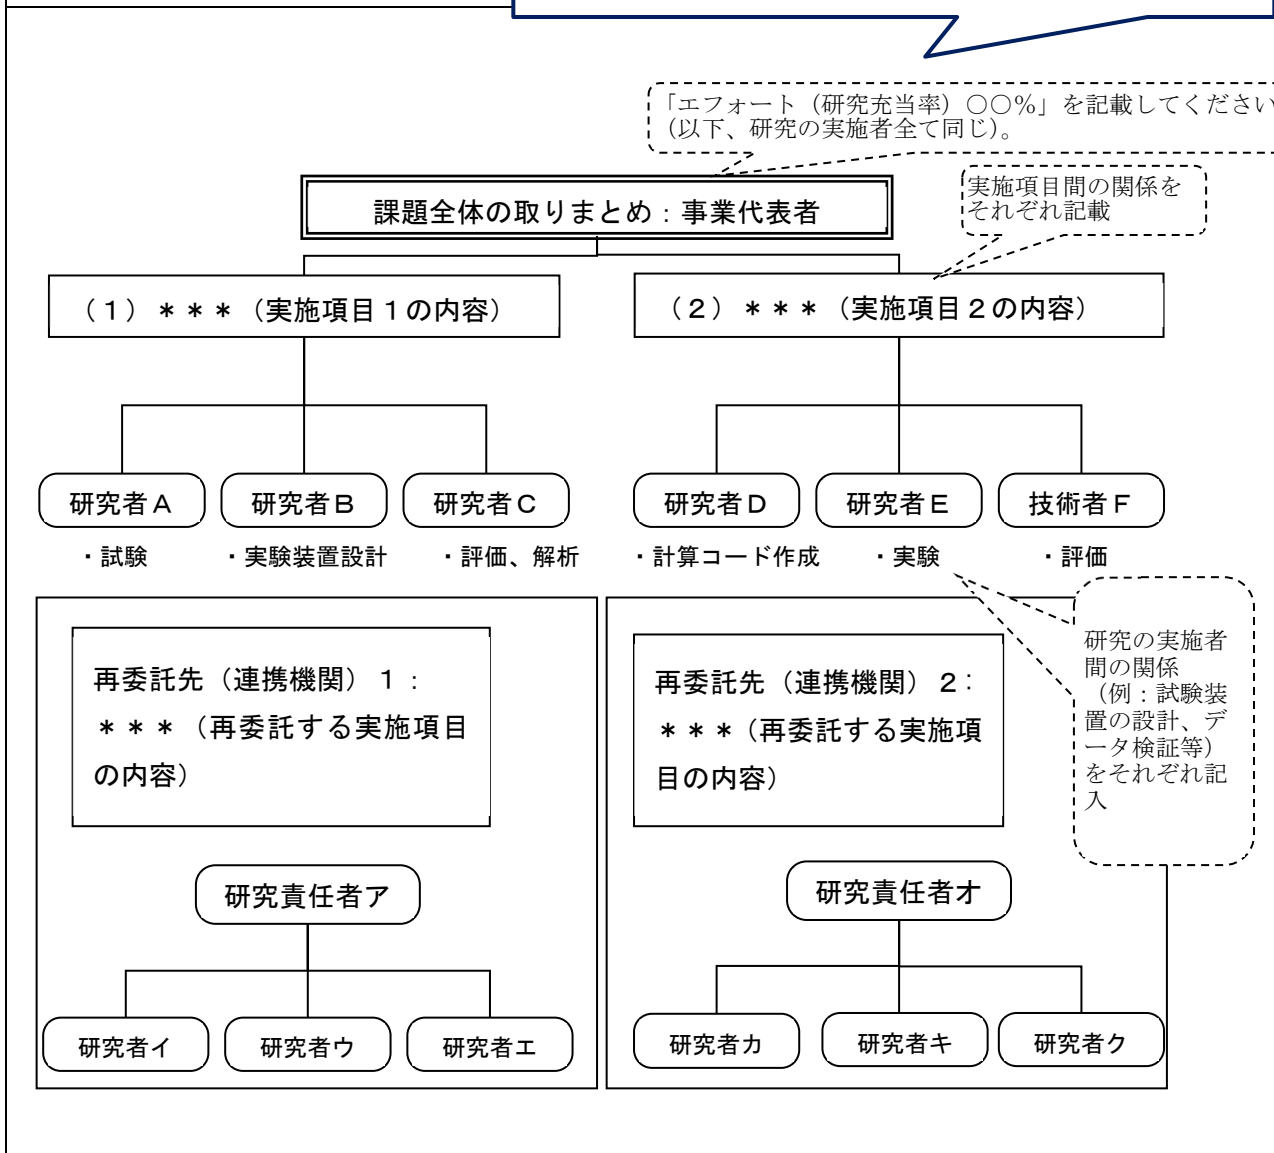 「エフォート（研究充当率）○○％」を記載してください
（以下、研究の実施者全て同じ）。
実施項目間の関係を
それぞれ記載
課題全体の取りまとめ：事業代表者
（１）＊＊＊（実施項目１の内容）
（２）＊＊＊（実施項目２の内容）
研究者Ａ
研究者Ｂ
研究者Ｃ
研究者Ｄ
研究者Ｅ
技術者Ｆ
・試験
・実験装置設計
・評価、解析
・計算コード作成
・実験
・評価
研究の実施者
間の関係
（例：試験装
置の設計、デ
ータ検証等）
をそれぞれ記
入
再委託先（連携機関）１：
＊＊＊（再委託する実施項目
の内容）
再委託先（連携機関）２：
＊＊＊（再委託する実施項
目の内容）
研究責任者ア
研究責任者オ
研究者イ
研究者ウ
研究者エ
研究者カ
研究者キ
研究者ク